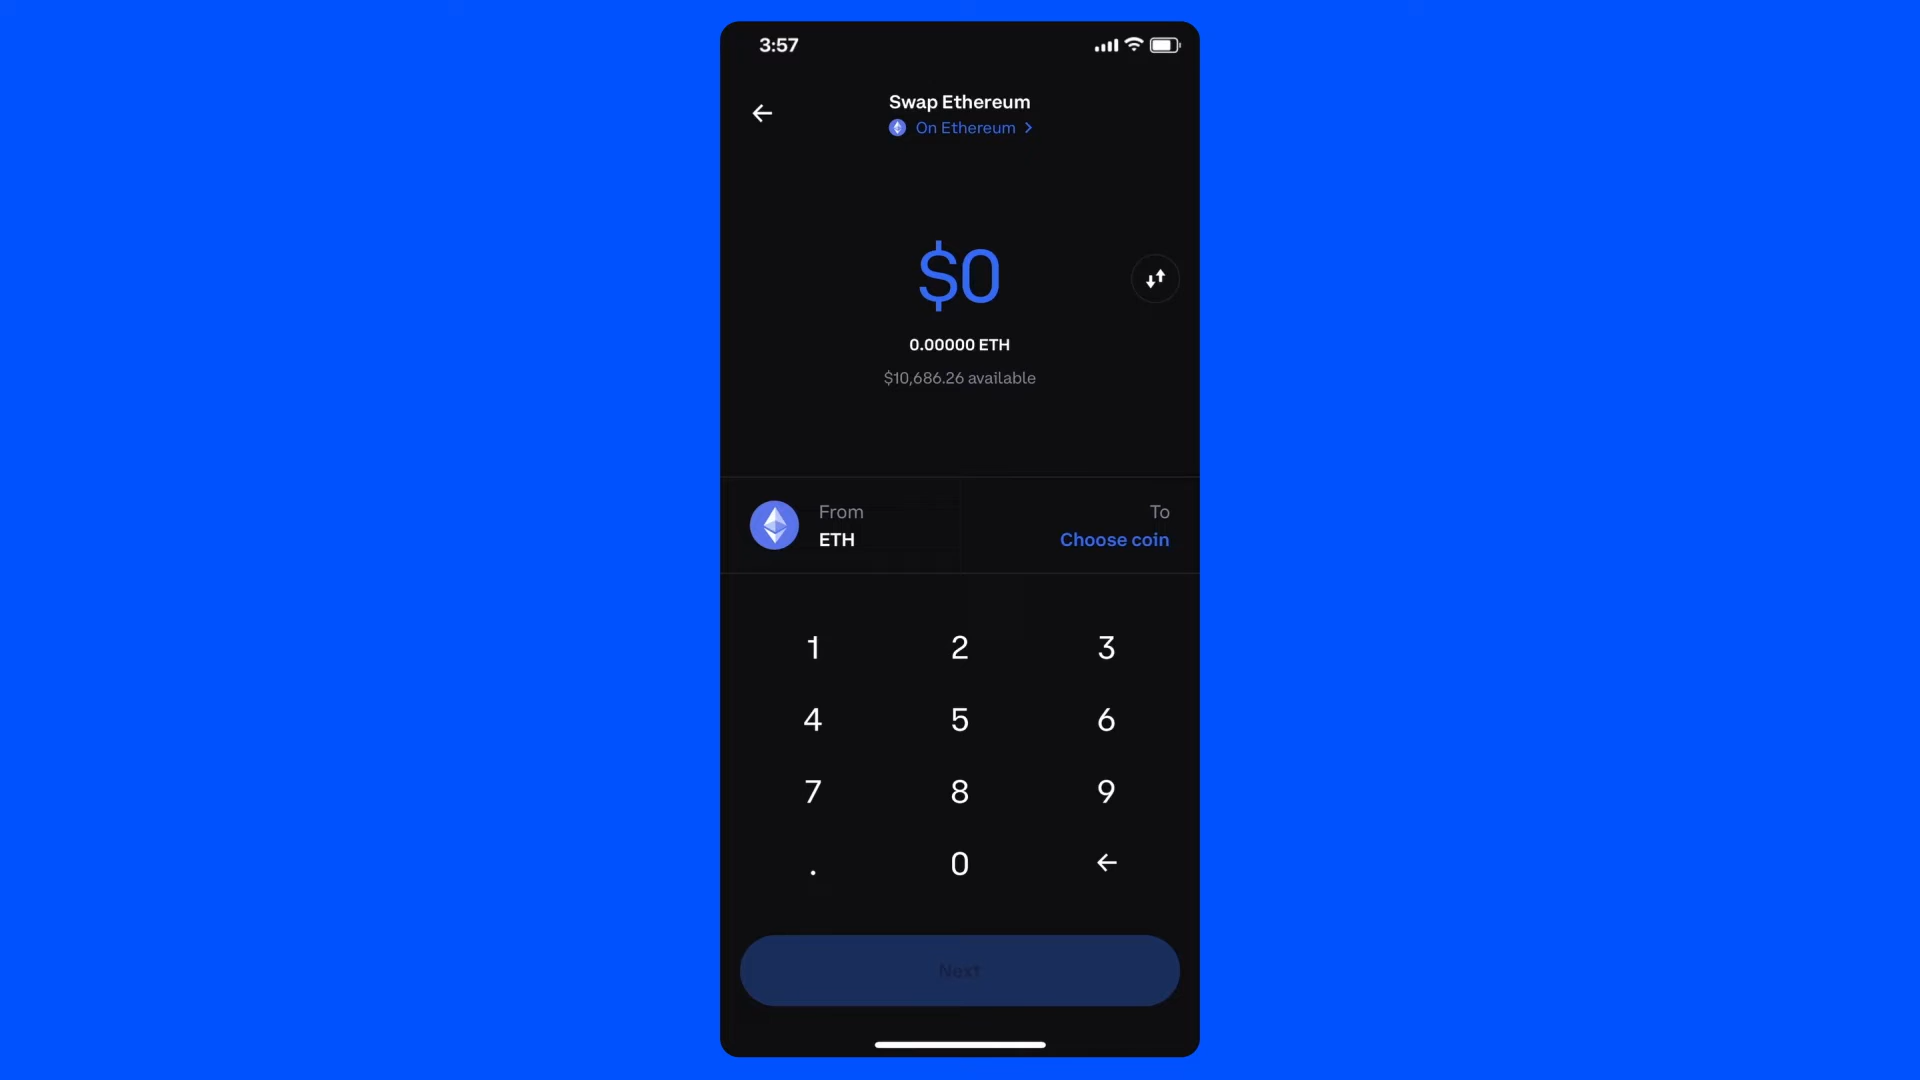 3:57
Swap Ethereum
On Ethereum
$0
0.00000 ETH
$10,686.26 available
From
ETH
To
Choose coin
1 2 3
4 5 6
7 8 9
. 0
Next